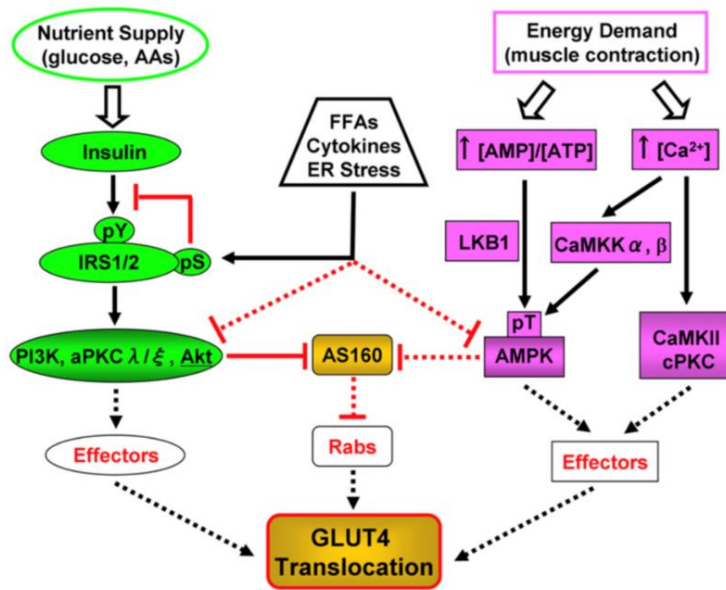 Nutrient Supply
(glucose, AAs)
Energy Demand
(muscle contraction)
FFAs
Cytokines
ER Stress
Insulin
↑ [AMP]/[ATP]
↑ [Ca²⁺]
pY
IRS1/2
pS
LKB1
CaMKK α, β
PI3K, aPKC λ/ξ, Akt
AS160
pT
AMPK
CaMKII
cPKC
Effectors
Rabs
Effectors
GLUT4
Translocation